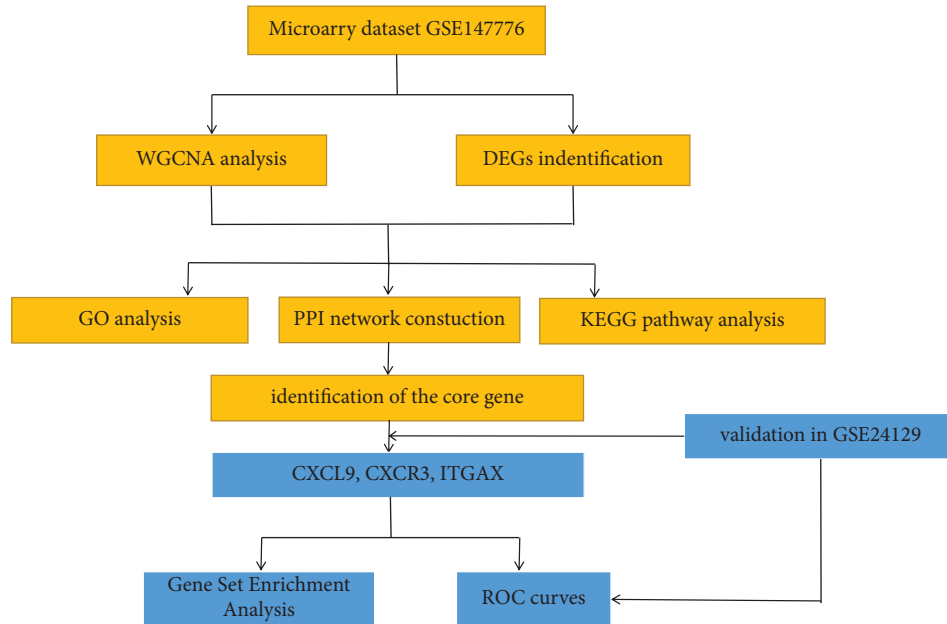 Microarry dataset GSE147776
WGCNA analysis
DEGs indentification
GO analysis
PPI network constuction
KEGG pathway analysis
identification of the core gene
validation in GSE24129
CXCL9, CXCR3, ITGAX
Gene Set Enrichment
Analysis
ROC curves